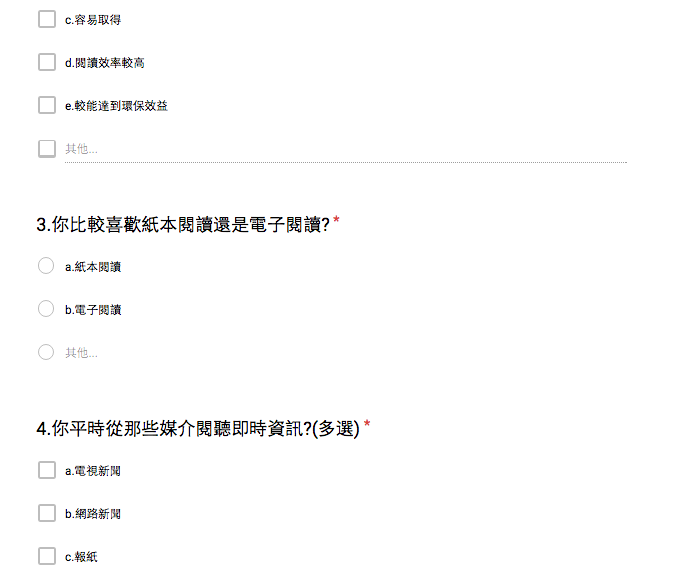 c.容易取得
d.閱讀效率較高
e.較能達到環保效益
其他...
3.你比較喜歡紙本閱讀還是電子閱讀? *
a.紙本閱讀
b.電子閱讀
其他...
4.你平時從那些媒介閱聽即時資訊?(多選) *
a.電視新聞
b.網路新聞
c.報紙